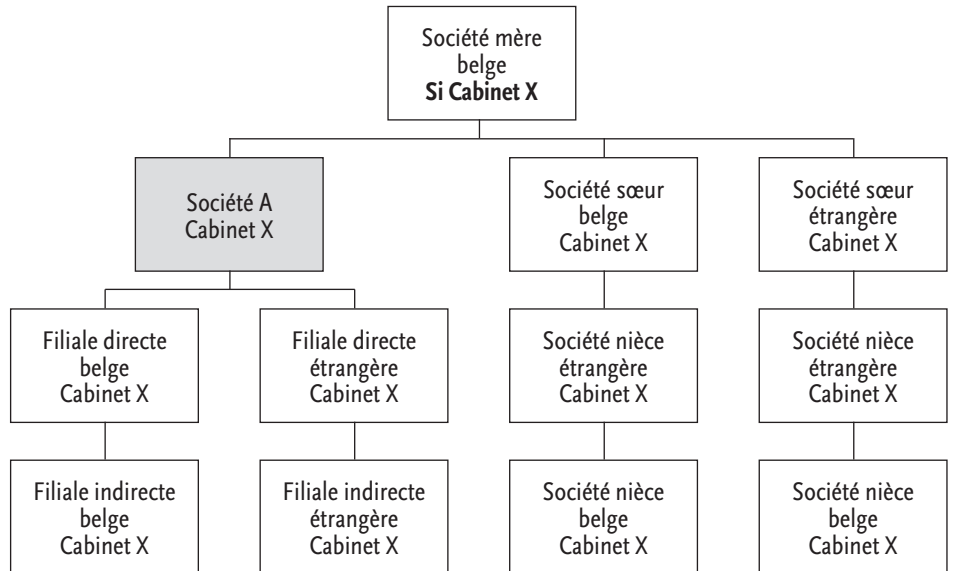 Société mère
belge
Si Cabinet X
Société A
Cabinet X
Société sœur
belge
Cabinet X
Société sœur
étrangère
Cabinet X
Filiale directe
belge
Cabinet X
Filiale directe
étrangère
Cabinet X
Société nièce
étrangère
Cabinet X
Société nièce
étrangère
Cabinet X
Filiale indirecte
belge
Cabinet X
Filiale indirecte
étrangère
Cabinet X
Société nièce
belge
Cabinet X
Société nièce
belge
Cabinet X